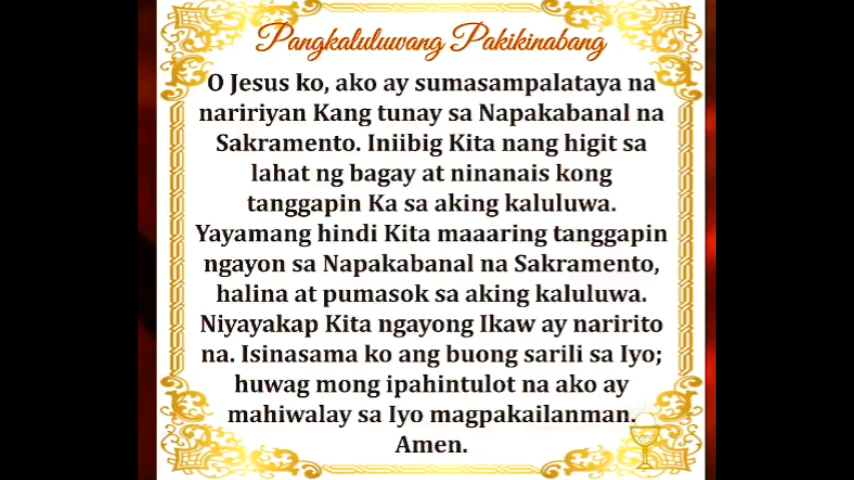 Pangkaluluwang Pakikinabang
O Jesus ko, ako ay sumasampalataya na
naririyan Kang tunay sa Napakabanal na
Sakramento. Iniibig Kita nang higit sa
lahat ng bagay at ninanais kong
tanggapin Ka sa aking kaluluwa.
Yayamang hindi Kita maaaring tanggapin
ngayon sa Napakabanal na Sakramento,
halina at pumasok sa aking kaluluwa.
Niyayakap Kita ngayong Ikaw ay naririto
na. Isinasama ko ang buong sarili sa Iyo;
huwag mong ipahintulot na ako ay
mahiwalay sa Iyo magpakailanman.
Amen.